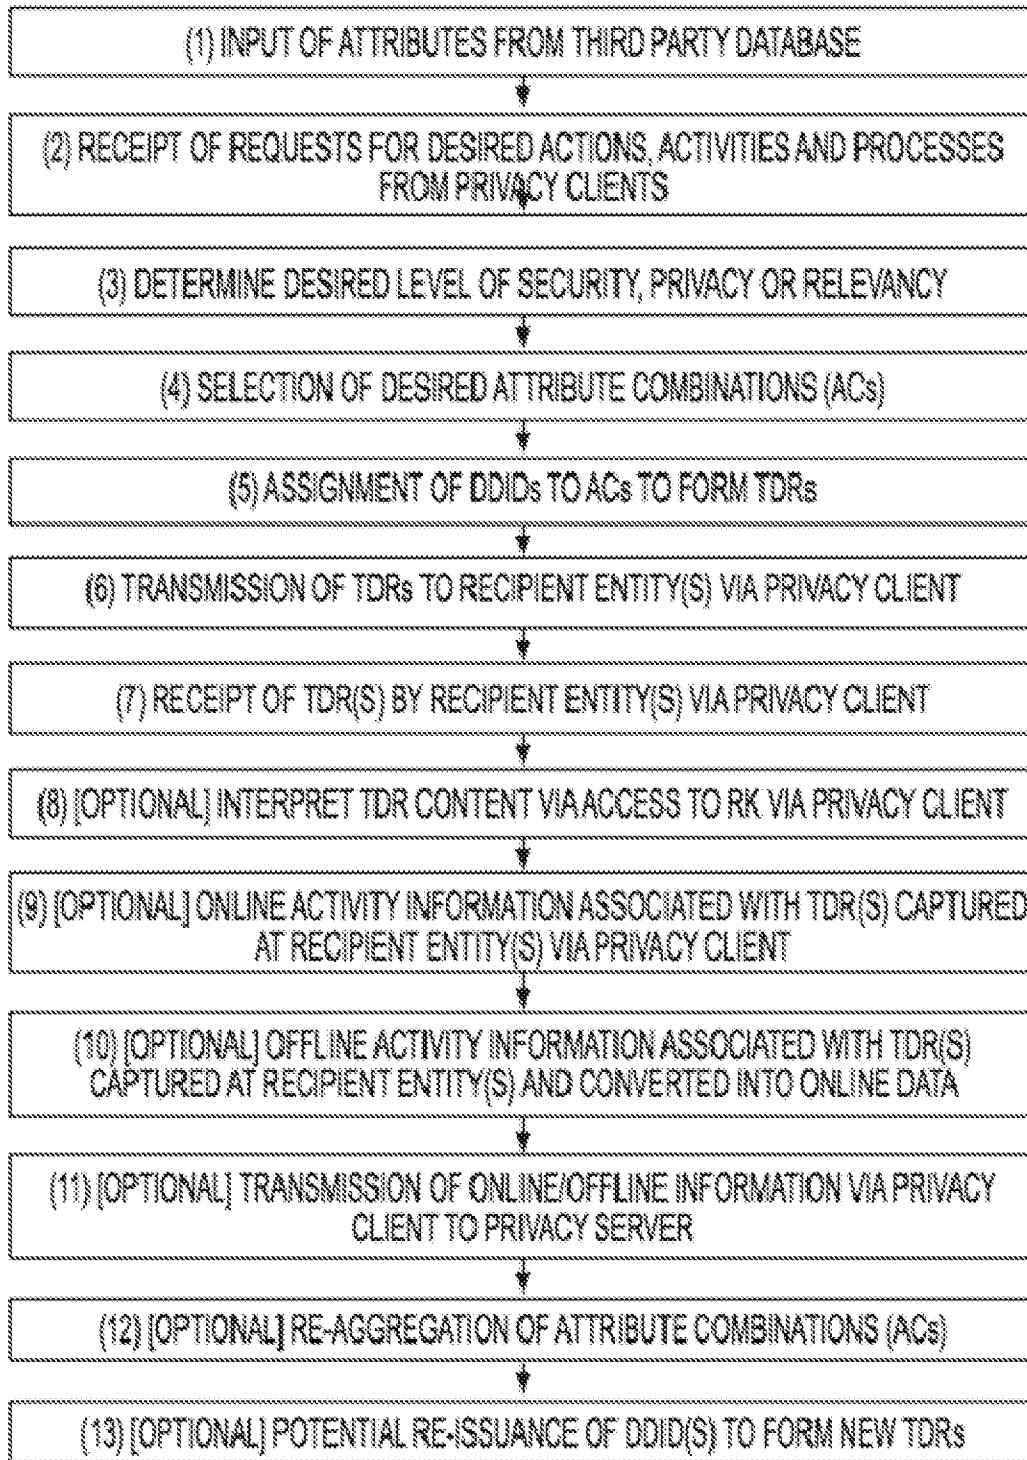 (1) INPUT OF ATTRIBUTES FROM THIRD PARTY DATABASE
(2) RECEIPT OF REQUESTS FOR DESIRED ACTIONS, ACTIVITIES AND PROCESSES
FROM PRIVACY CLIENTS
(3) DETERMINE DESIRED LEVEL OF SECURITY, PRIVACY OR RELEVANCY
(4) SELECTION OF DESIRED ATTRIBUTE COMBINATIONS (ACs)
(5) ASSIGNMENT OF DDIDs TO ACs TO FORM TDRs
(6) TRANSMISSION OF TDRs TO RECIPIENT ENTITY(S) VIA PRIVACY CLIENT
(7) RECEIPT OF TDR(S) BY RECIPIENT ENTITY(S) VIA PRIVACY CLIENT
(8) [OPTIONAL] INTERPRET TDR CONTENT VIA ACCESS TO RK VIA PRIVACY CLIENT
(9) [OPTIONAL] ONLINE ACTIVITY INFORMATION ASSOCIATED WITH TDR(S) CAPTURED
AT RECIPIENT ENTITY(S) VIA PRIVACY CLIENT
(10) [OPTIONAL] OFFLINE ACTIVITY INFORMATION ASSOCIATED WITH TDR(S)
CAPTURED AT RECIPIENT ENTITY(S) AND CONVERTED INTO ONLINE DATA
(11) [OPTIONAL] TRANSMISSION OF ONLINE/OFFLINE INFORMATION VIA PRIVACY
CLIENT TO PRIVACY SERVER
(12) [OPTIONAL] RE-AGGREGATION OF ATTRIBUTE COMBINATIONS (ACs)
(13) [OPTIONAL] POTENTIAL RE-ISSUANCE OF DDID(S) TO FORM NEW TDRs